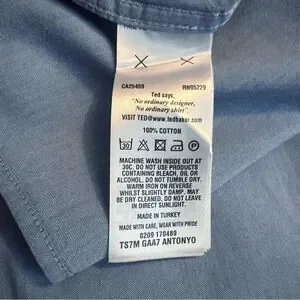 CA25459 RN95229
Ted says,
"No ordinary designer,
No ordinary shirt"
VISIT TED@www.tedbaker.com
100% COTTON
MACHINE WASH INSIDE OUT AT
30C. DO NOT USE PRODUCTS
CONTAINING BLEACH, OIL OR
ALCOHOL. DO NOT TUMBLE DRY.
WARM IRON ON REVERSE
WHILST SLIGHTLY DAMP. MAY
BE DRY CLEANED. DO NOT LEAVE
IN DIRECT SUNLIGHT.
MADE IN TURKEY
MADE WITH CARE, WEAR WITH PRIDE
0209 170489
TS7M GAA7 ANTONYO